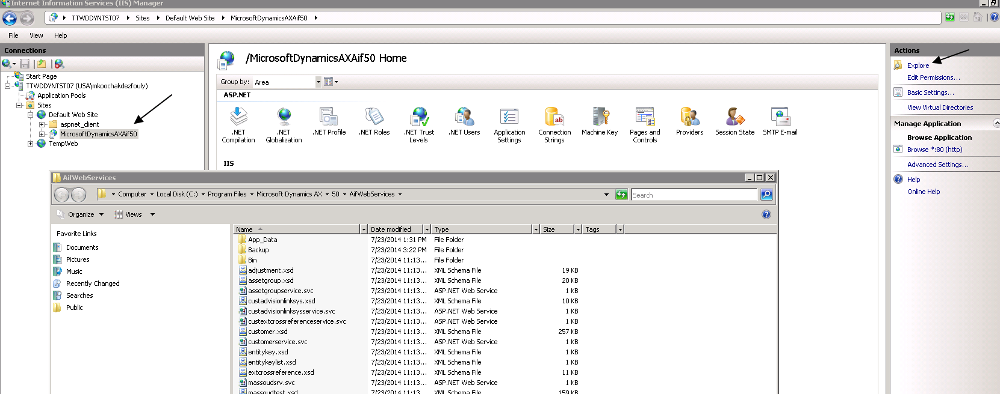 Internet Information Services (IIS) Manager
TTWDDYNTST07 Sites Default Web Site MicrosoftDynamicsAXAif50
File View Help
Connections
Start Page
TTWDDYNTST07 (USA\mkoochakdezfouly)
Application Pools
Sites
Default Web Site
aspnet_client
MicrosoftDynamicsAXAif50
TempWeb
/MicrosoftDynamicsAXAif50 Home
Group by: Area
ASP.NET
.NET Compilation
.NET Globalization
.NET Profile
.NET Roles
.NET Trust Levels
.NET Users
Application Settings
Connection Strings
Machine Key
Pages and Controls
Providers
Session State
SMTP E-mail
IIS
Actions
Explore
Edit Permissions...
Basic Settings...
View Virtual Directories
Manage Application
Browse Application
Browse *:80 (http)
Advanced Settings...
Help
Online Help
AifWebServices
Computer Local Disk (C:) Program Files Microsoft Dynamics AX 50 AifWebServices
Search
Organize Views
Favorite Links
Documents
Pictures
Music
Recently Changed
Searches
Public
Name Date modified Type Size Tags
App_Data 7/23/2014 1:31 PM File Folder
Backup 7/23/2014 3:22 PM File Folder
Bin 7/23/2014 11:13... File Folder
adjustment.xsd 7/23/2014 11:13... XML Schema File 19 KB
assetgroup.xsd 7/23/2014 11:13... XML Schema File 20 KB
assetgroupservice.svc 7/23/2014 11:13... ASP.NET Web Service 1 KB
custadvisionlinksys.xsd 7/23/2014 11:13... XML Schema File 10 KB
custadvisionlinksysservice.svc 7/23/2014 11:13... ASP.NET Web Service 1 KB
custextcrossreferenceservice.svc 7/23/2014 11:13... ASP.NET Web Service 1 KB
customer.xsd 7/23/2014 11:13... XML Schema File 257 KB
customerservice.svc 7/23/2014 11:13... ASP.NET Web Service 1 KB
entitykey.xsd 7/23/2014 11:13... XML Schema File 1 KB
entitykeylist.xsd 7/23/2014 11:13... XML Schema File 1 KB
extcrossreference.xsd 7/23/2014 11:13... XML Schema File 11 KB
massoudsrv.svc 7/23/2014 11:13... ASP.NET Web Service 1 KB
massoudtest.xsd 7/23/2014 11:13... XML Schema File 159 KB